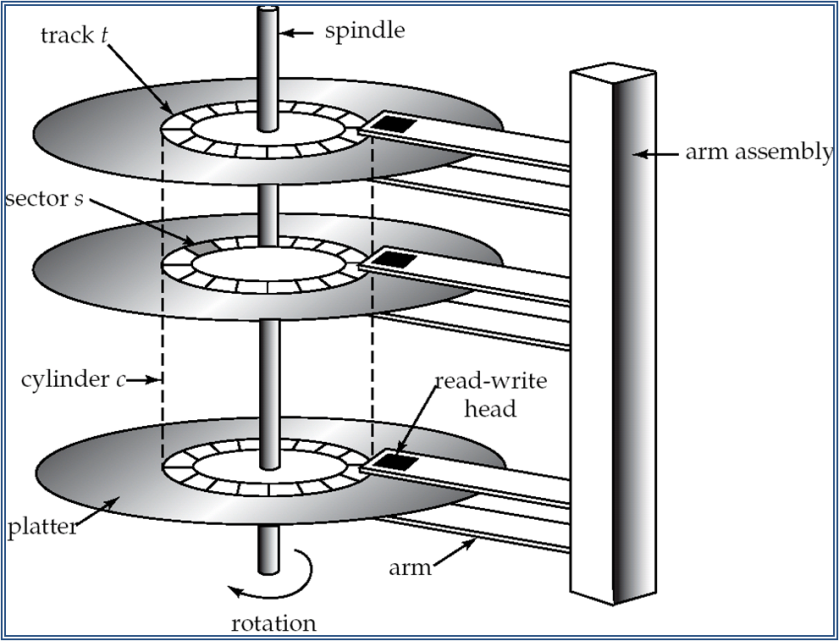 spindle
track t
arm assembly
sector s
cylinder c
read-write
head
platter
arm
rotation